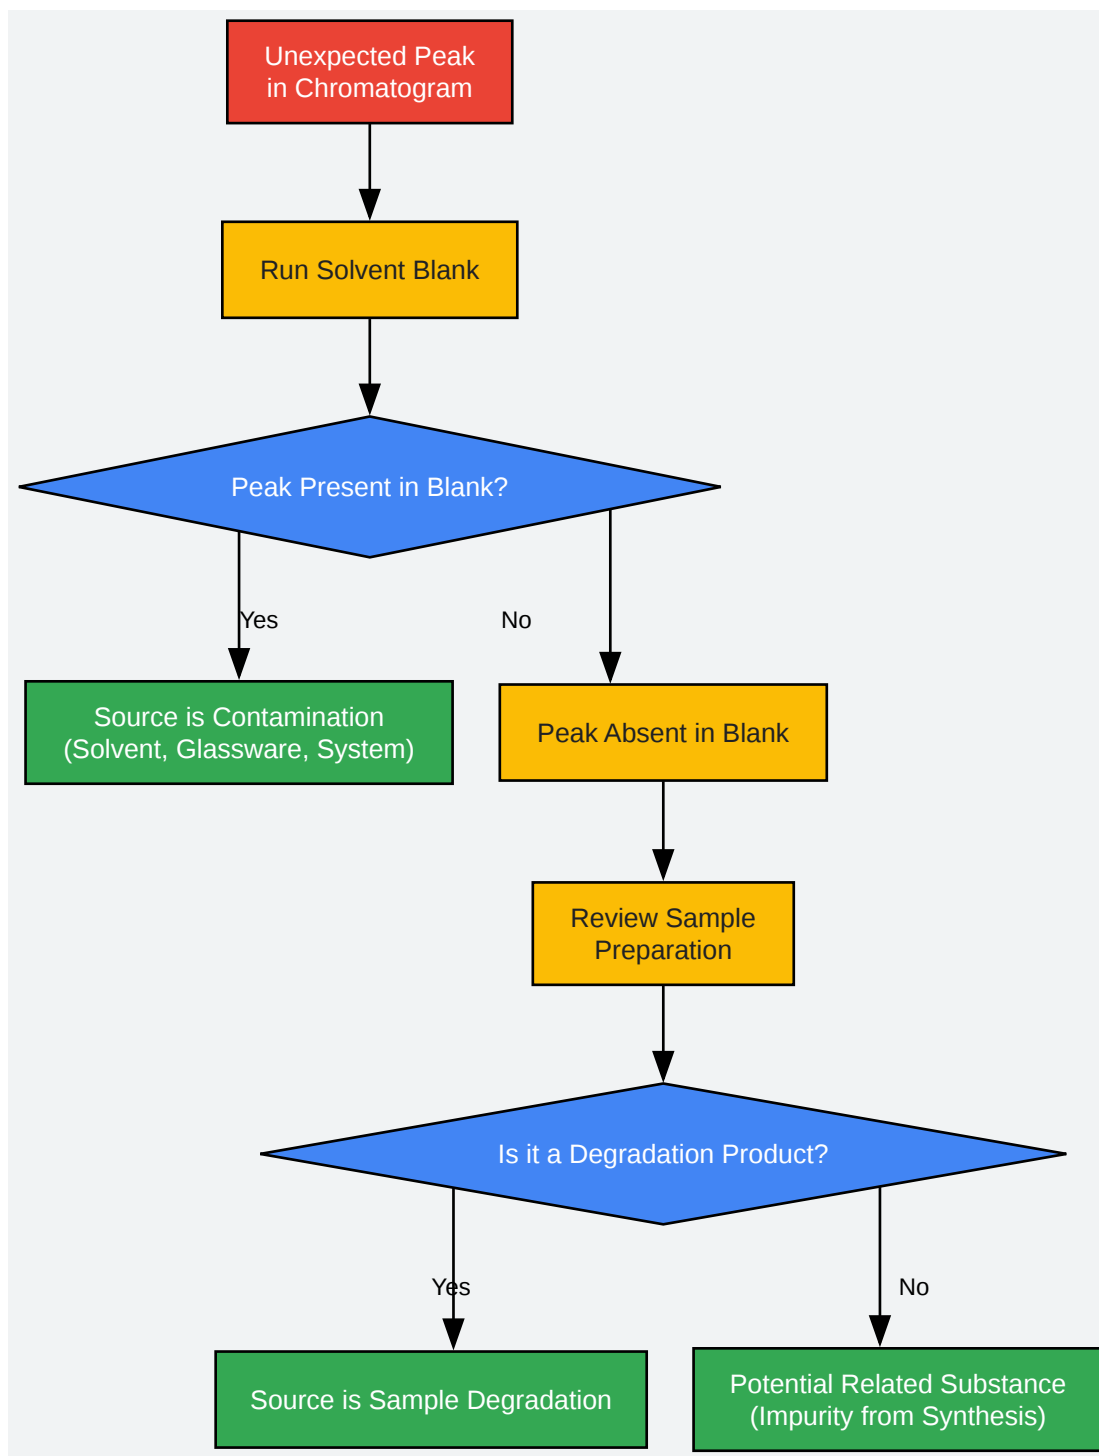 Unexpected Peak
in Chromatogram
Run Solvent Blank
Peak Present in Blank?
Yes
No
Source is Contamination
(Solvent, Glassware, System)
Peak Absent in Blank
Review Sample
Preparation
Is it a Degradation Product?
Yes
No
Source is Sample Degradation
Potential Related Substance
(Impurity from Synthesis)